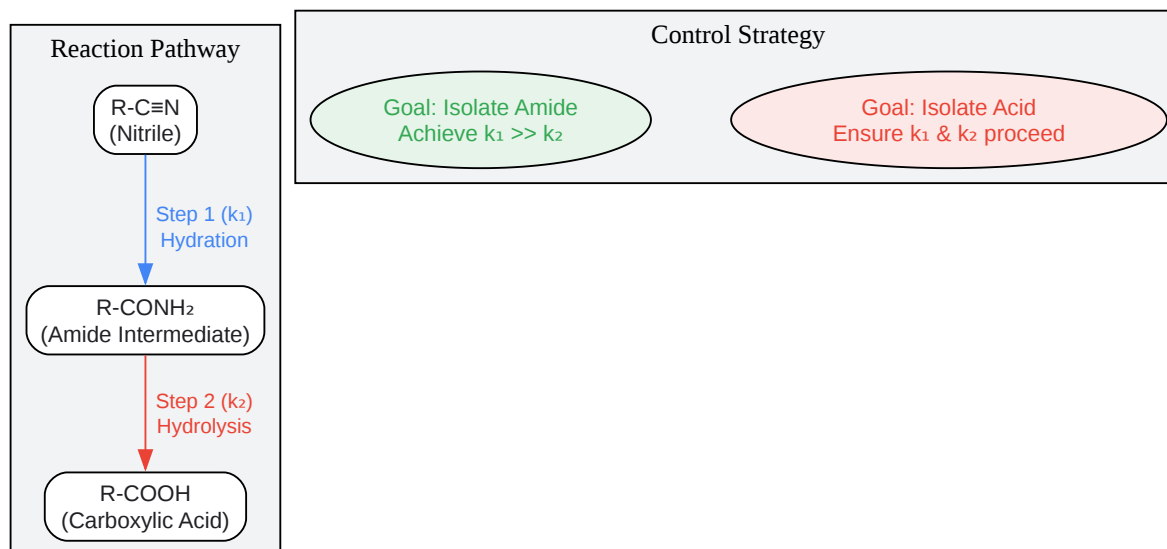 Reaction Pathway
R-C≡N
(Nitrile)
Step 1 (k₁)
Hydration
R-CONH₂
(Amide Intermediate)
Step 2 (k₂)
Hydrolysis
R-COOH
(Carboxylic Acid)
Control Strategy
Goal: Isolate Amide
Achieve k₁ >> k₂
Goal: Isolate Acid
Ensure k₁ & k₂ proceed